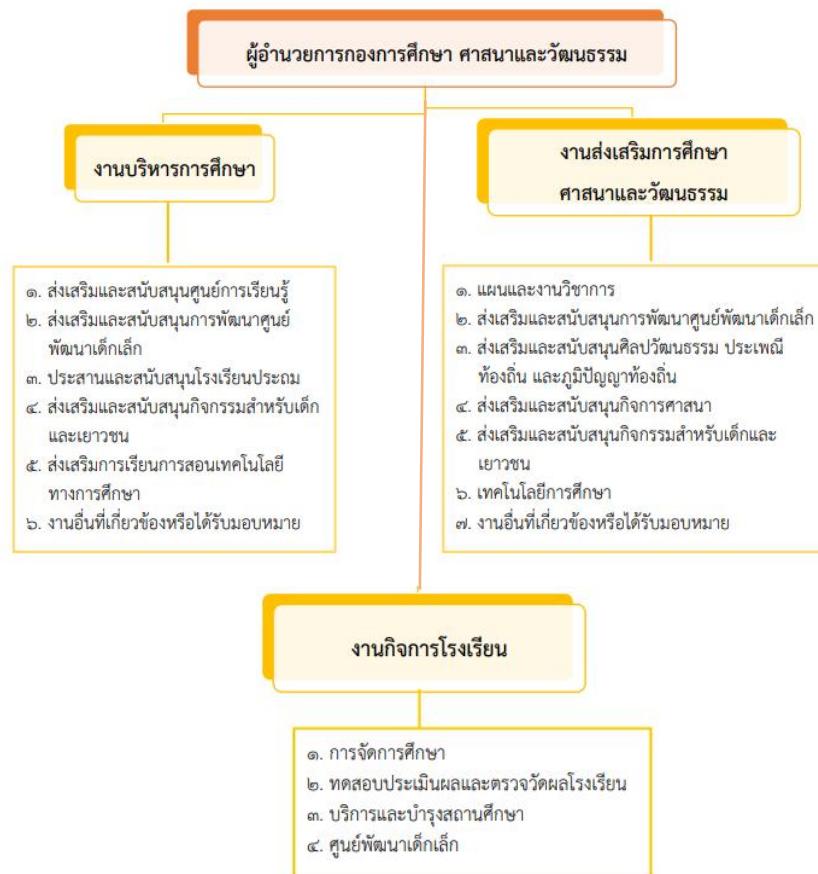 ผู้อำนวยการกองการศึกษา ศาสนาและวัฒนธรรม
งานบริหารการศึกษา
๑. ส่งเสริมและสนับสนุนศูนย์การเรียนรู้
๒. ส่งเสริมและสนับสนุนการพัฒนาศูนย์
พัฒนาเด็กเล็ก
๓. ประสานและสนับสนุนโรงเรียนประถม
๔. ส่งเสริมและสนับสนุนกิจกรรมสำหรับเด็ก
และเยาวชน
๕. ส่งเสริมการเรียนการสอนเทคโนโลยี
ทางการศึกษา
๖. งานอื่นที่เกี่ยวข้องหรือได้รับมอบหมาย
งานส่งเสริมการศึกษา
ศาสนาและวัฒนธรรม
๑. แผนและงานวิชาการ
๒. ส่งเสริมและสนับสนุนการพัฒนาศูนย์พัฒนาเด็กเล็ก
๓. ส่งเสริมและสนับสนุนศิลปวัฒนธรรม ประเพณี
ท้องถิ่น และภูมิปัญญาท้องถิ่น
๔. ส่งเสริมและสนับสนุนกิจการศาสนา
๕. ส่งเสริมและสนับสนุนกิจกรรมสำหรับเด็กและ
เยาวชน
๖. เทคโนโลยีการศึกษา
๗. งานอื่นที่เกี่ยวข้องหรือได้รับมอบหมาย
งานกิจการโรงเรียน
๑. การจัดการศึกษา
๒. ทดสอบประเมินผลและตรวจวัดผลโรงเรียน
๓. บริการและบำรุงสถานศึกษา
๔. ศูนย์พัฒนาเด็กเล็ก